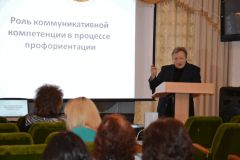 Роль коммуникативной
компетенции в процессе
профориентации